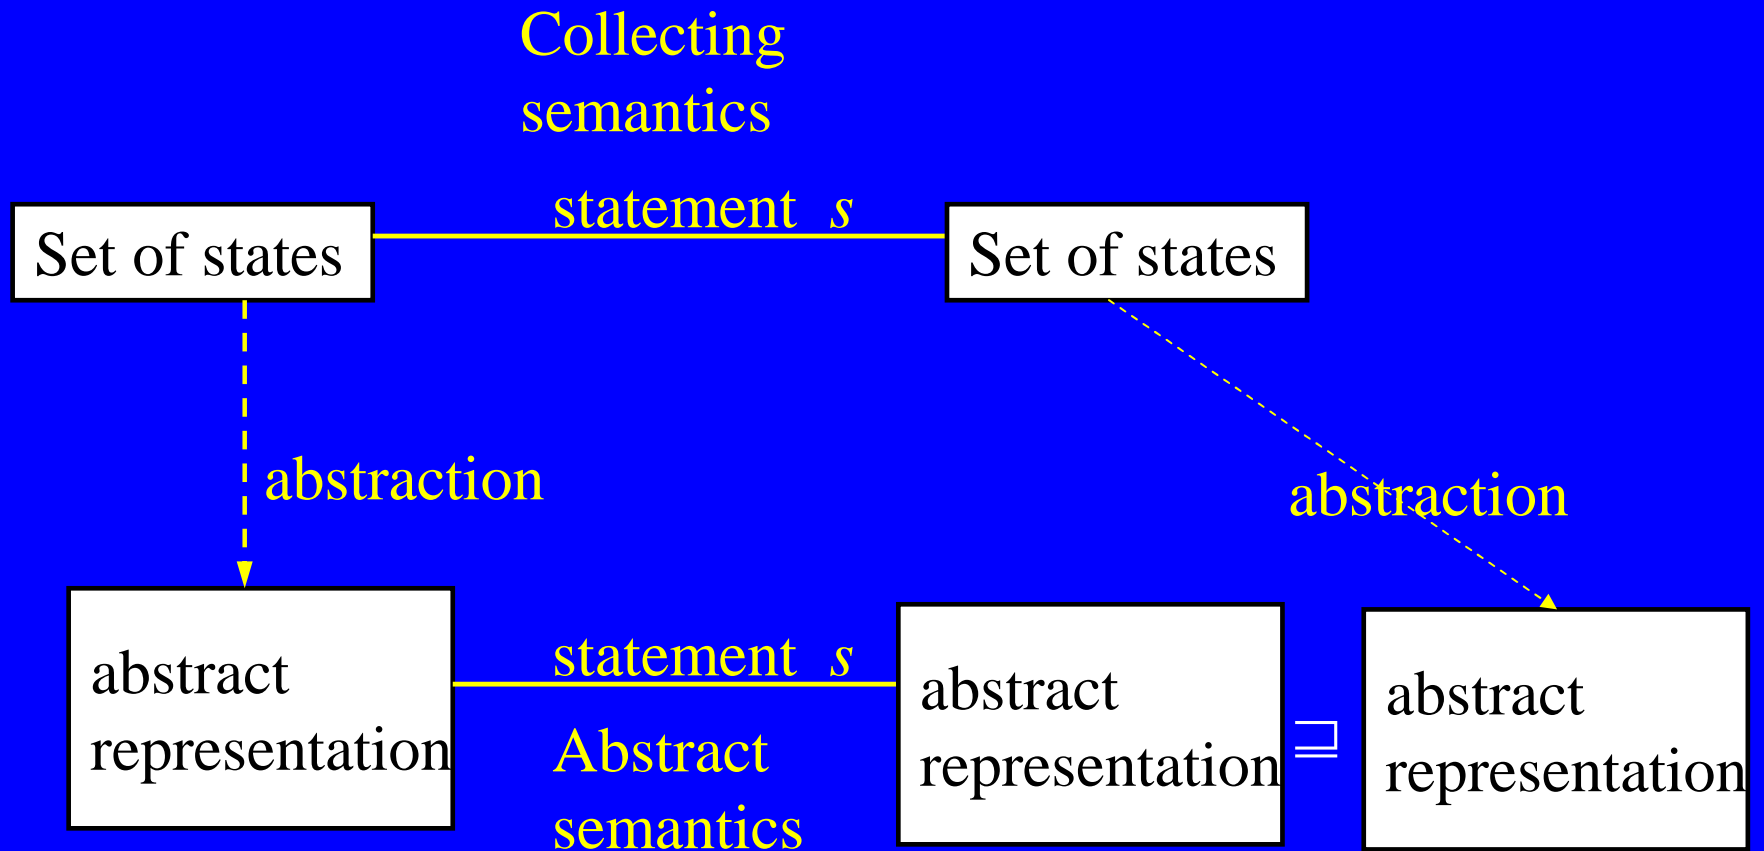 Collecting
semantics
statement s
Set of states
Set of states
abstraction
abstraction
abstract
representation
statement s
Abstract
semantics
abstract
representation
⊒
abstract
representation